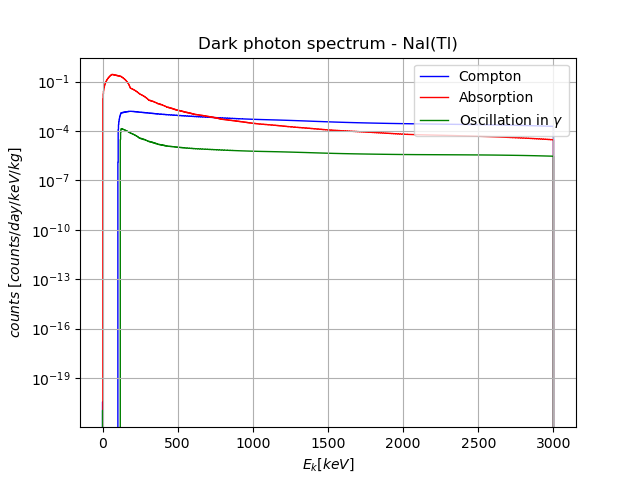 Dark photon spectrum - NaI(Tl)
Compton
Absorption
Oscillation in γ
10⁻¹
10⁻⁴
10⁻⁷
10⁻¹⁰
10⁻¹³
10⁻¹⁶
10⁻¹⁹
counts [counts/day/keV/kg]
0 500 1000 1500 2000 2500 3000
Eₖ[keV]